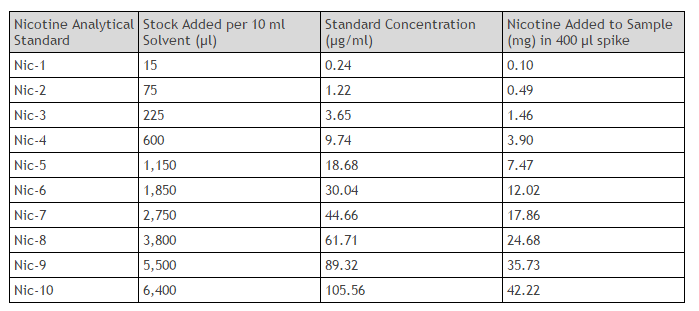 Nicotine Analytical Standard | Stock Added per 10 ml Solvent (µl) | Standard Concentration (µg/ml) | Nicotine Added to Sample (mg) in 400 µl spike
Nic-1 | 15 | 0.24 | 0.10
Nic-2 | 75 | 1.22 | 0.49
Nic-3 | 225 | 3.65 | 1.46
Nic-4 | 600 | 9.74 | 3.90
Nic-5 | 1,150 | 18.68 | 7.47
Nic-6 | 1,850 | 30.04 | 12.02
Nic-7 | 2,750 | 44.66 | 17.86
Nic-8 | 3,800 | 61.71 | 24.68
Nic-9 | 5,500 | 89.32 | 35.73
Nic-10 | 6,400 | 105.56 | 42.22